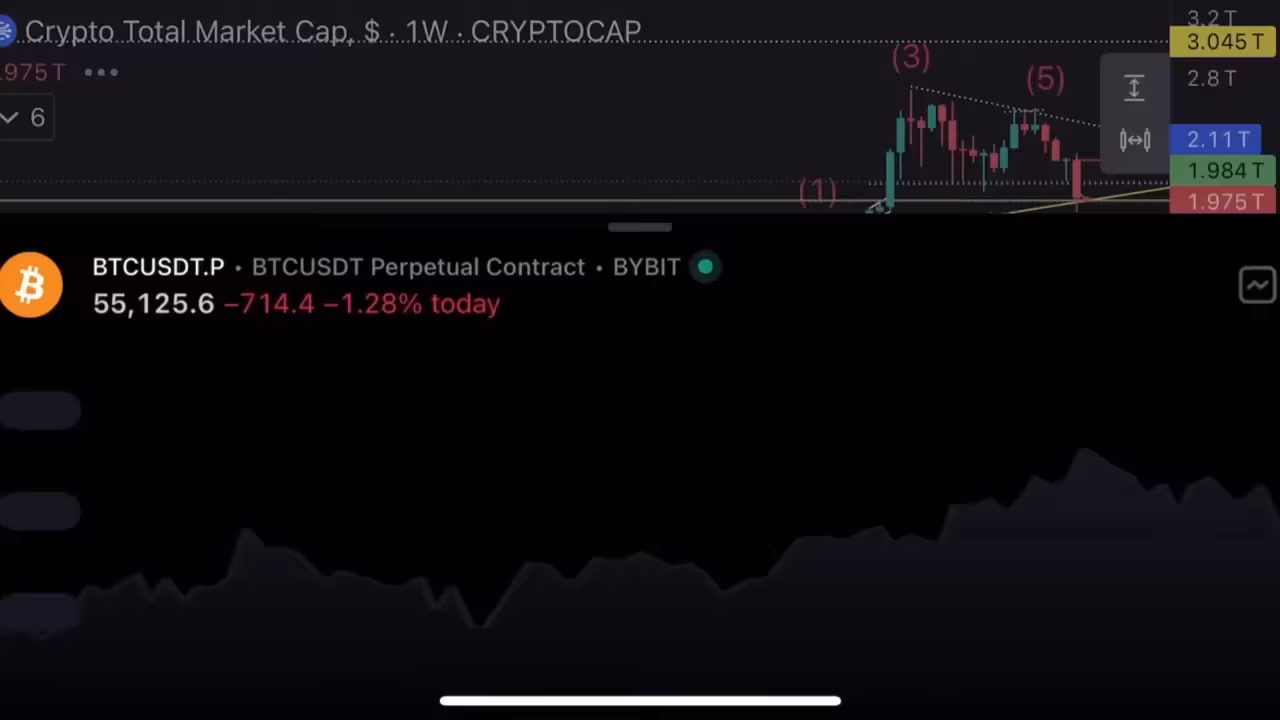 Crypto Total Market Cap, $ · 1W · CRYPTOCAP
.975 T
6
(1)
(3)
(5)
3.2 T
3.045 T
2.8 T
2.11 T
1.984 T
1.975 T
BTCUSDT.P · BTCUSDT Perpetual Contract · BYBIT
55,125.6 −714.4 −1.28% today